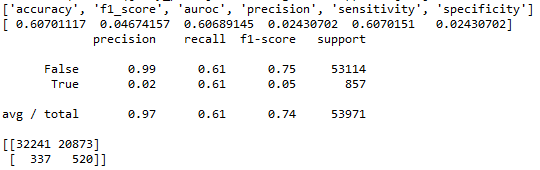 ['accuracy', 'f1_score', 'auroc', 'precision', 'sensitivity', 'specificity']
[ 0.60701117 0.04674157 0.60689145 0.02430702 0.6070151 0.02430702]
precision recall f1-score support
False 0.99 0.61 0.75 53114
True 0.02 0.61 0.05 857
avg / total 0.97 0.61 0.74 53971
[[32241 20873]
[ 337 520]]